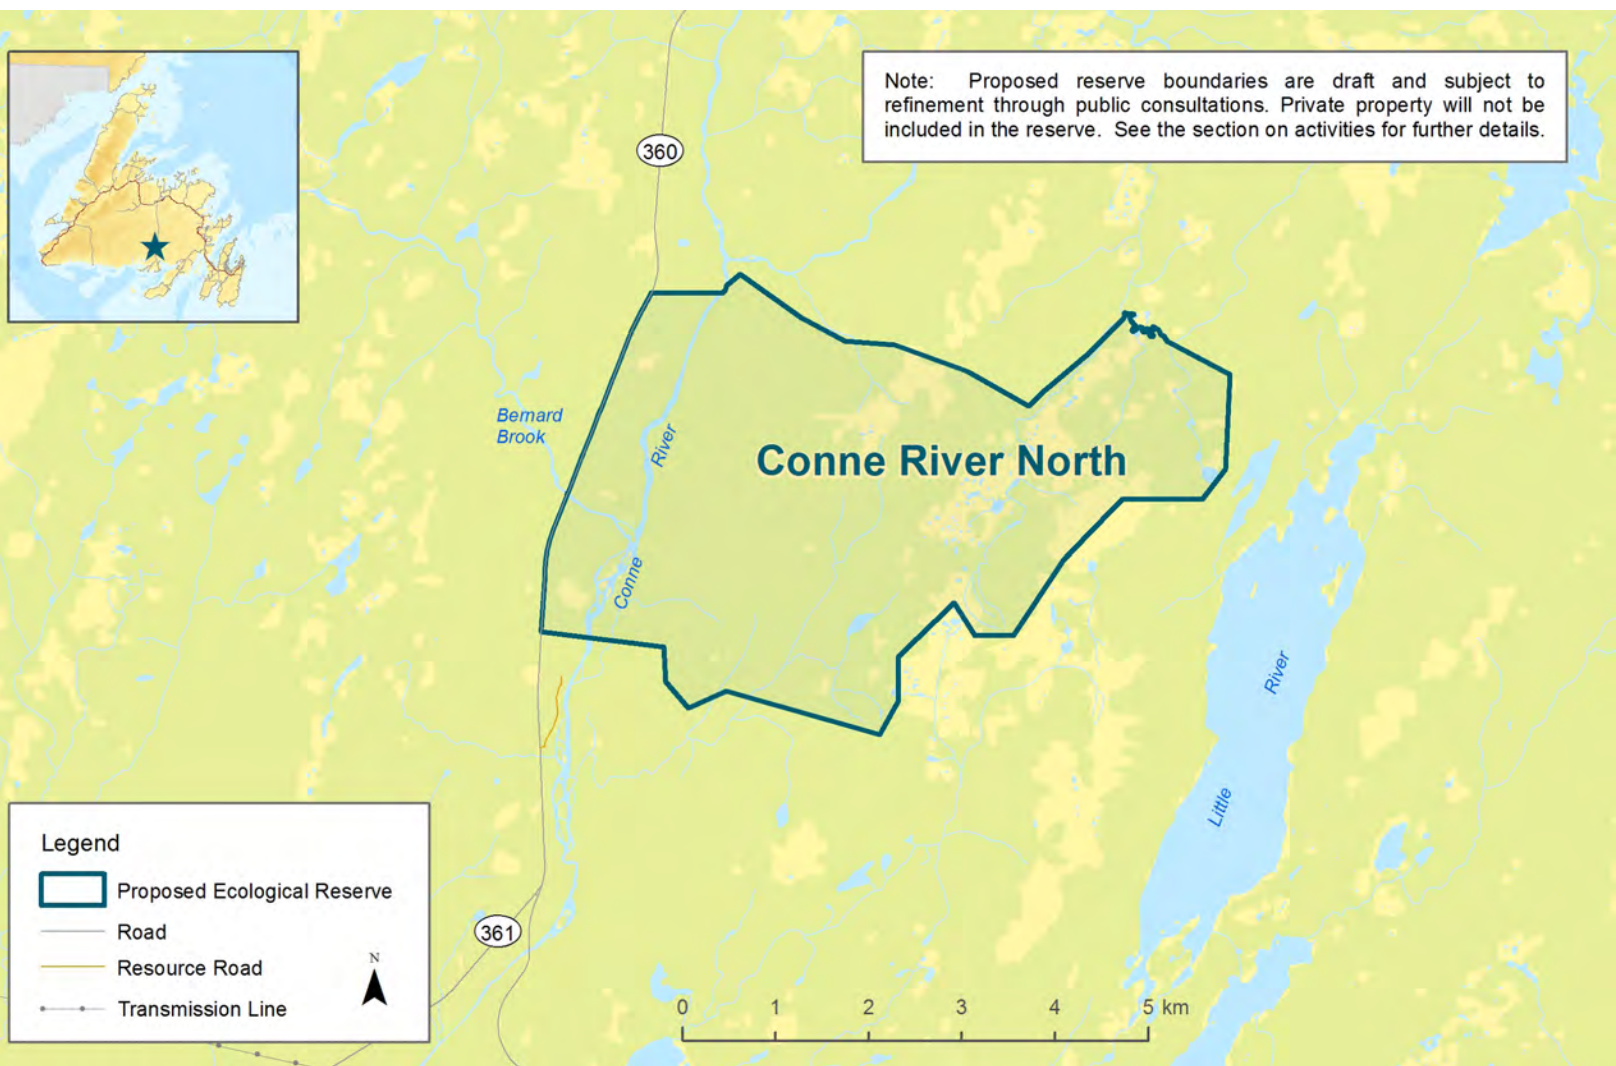 Note: Proposed reserve boundaries are draft and subject to
refinement through public consultations. Private property will not be
included in the reserve. See the section on activities for further details.
360
Bernard
Brook
River
Conne
Conne River North
River
Little
361
Legend
Proposed Ecological Reserve
Road
Resource Road
Transmission Line
N
0 1 2 3 4 5 km